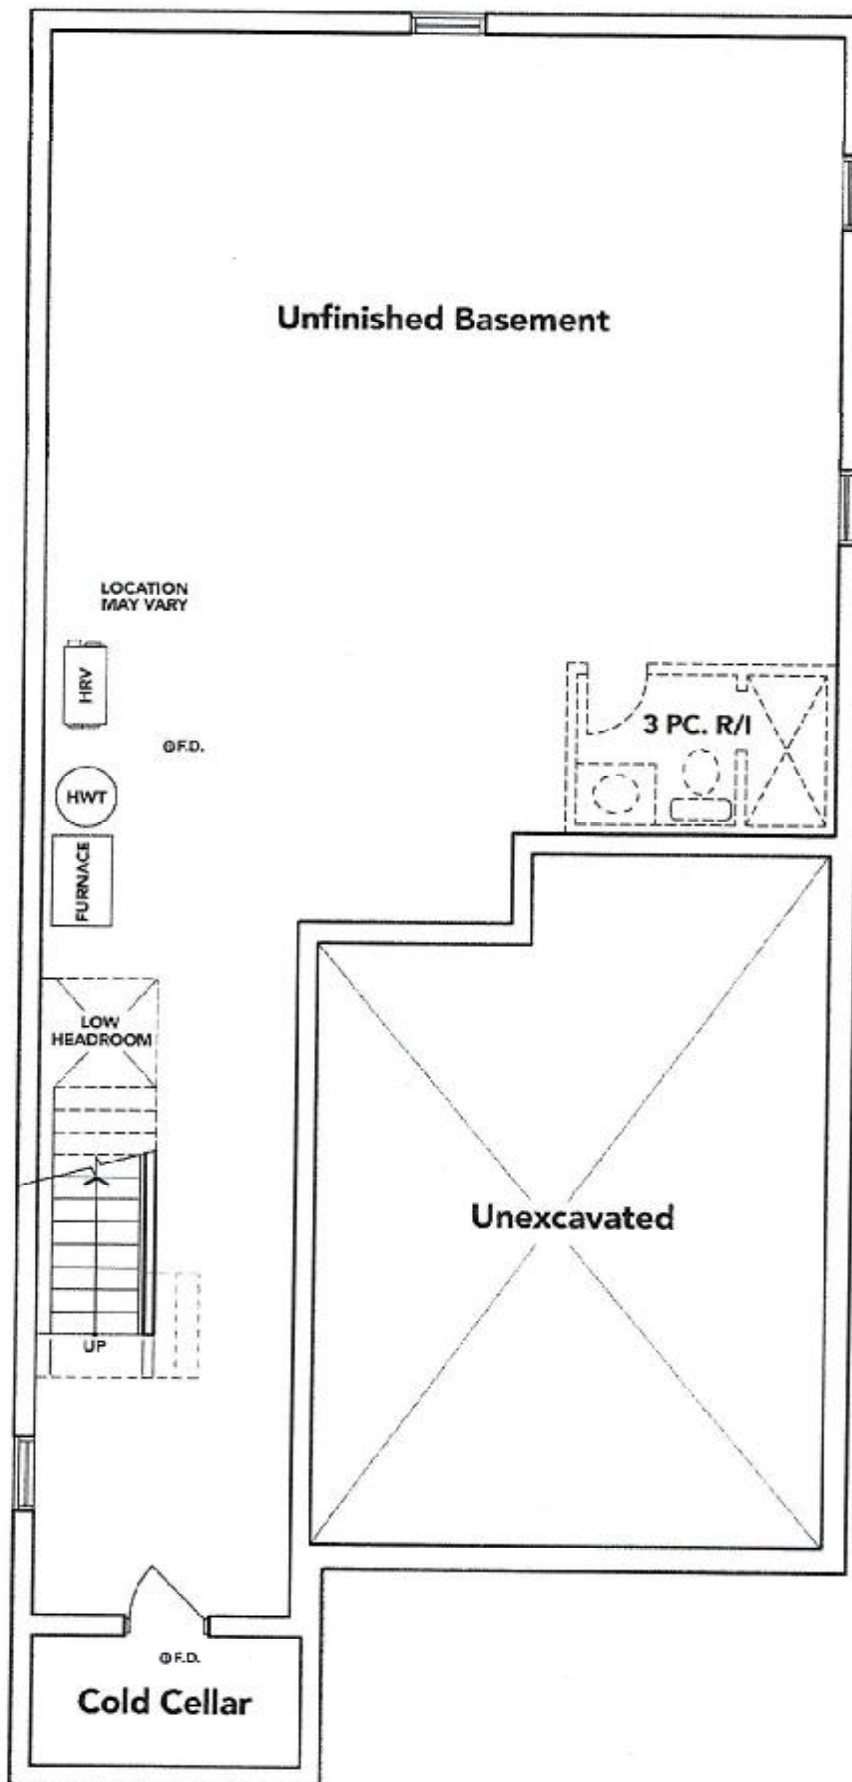 Unfinished Basement
LOCATION
MAY VARY
HRV
F.D.
3 PC. R/I
HWT
FURNACE
LOW
HEADROOM
Unexcavated
UP
F.D.
Cold Cellar